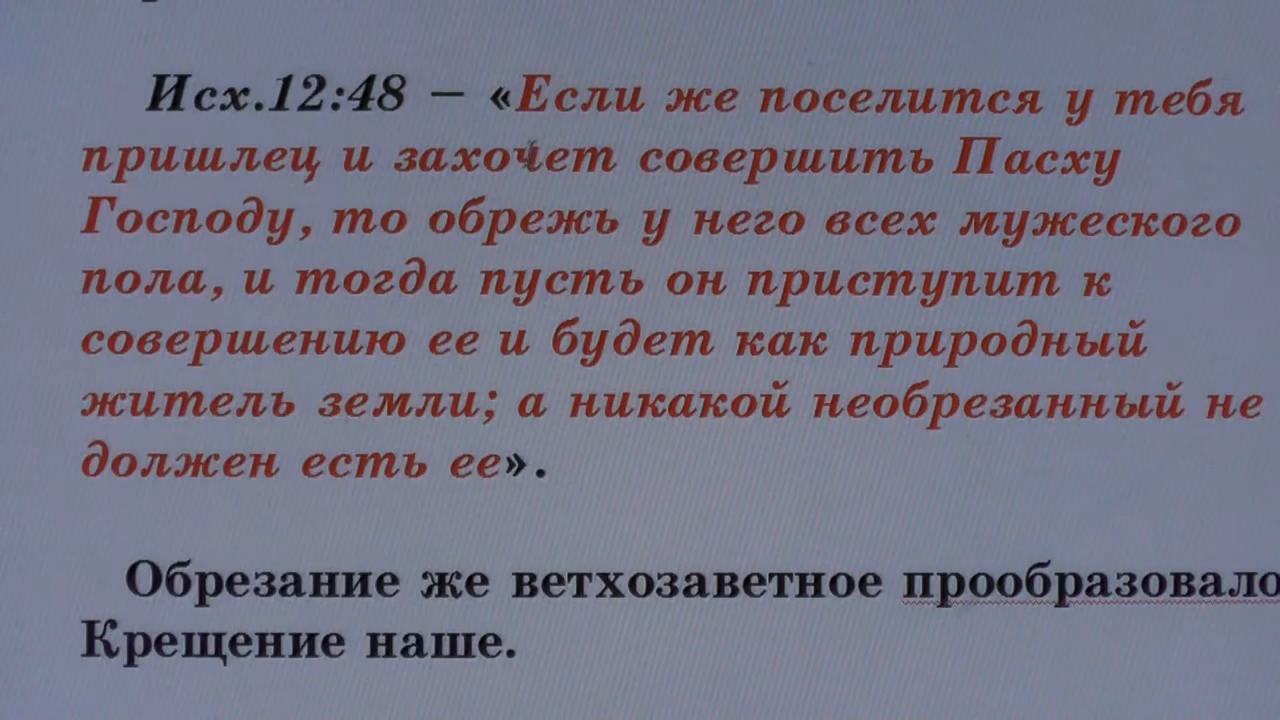 Исх.12:48 – «Если же поселится у тебя
пришлец и захочет совершить Пасху
Господу, то обрежь у него всех мужеского
пола, и тогда пусть он приступит к
совершению ее и будет как природный
житель земли; а никакой необрезанный не
должен есть ее».
Обрезание же ветхозаветное прообразовало
Крещение наше.